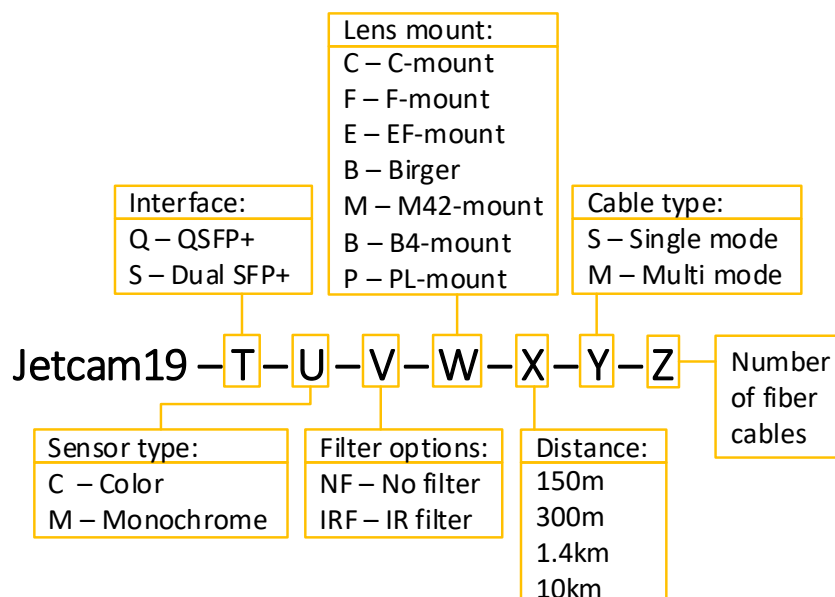 Lens mount:
C – C-mount
F – F-mount
E – EF-mount
B – Birger
M – M42-mount
B – B4-mount
P – PL-mount
Interface:
Q – QSFP+
S – Dual SFP+
Cable type:
S – Single mode
M – Multi mode
Jetcam19 – T – U – V – W – X – Y – Z
Number
of fiber
cables
Sensor type:
C – Color
M – Monochrome
Filter options:
NF – No filter
IRF – IR filter
Distance:
150m
300m
1.4km
10km